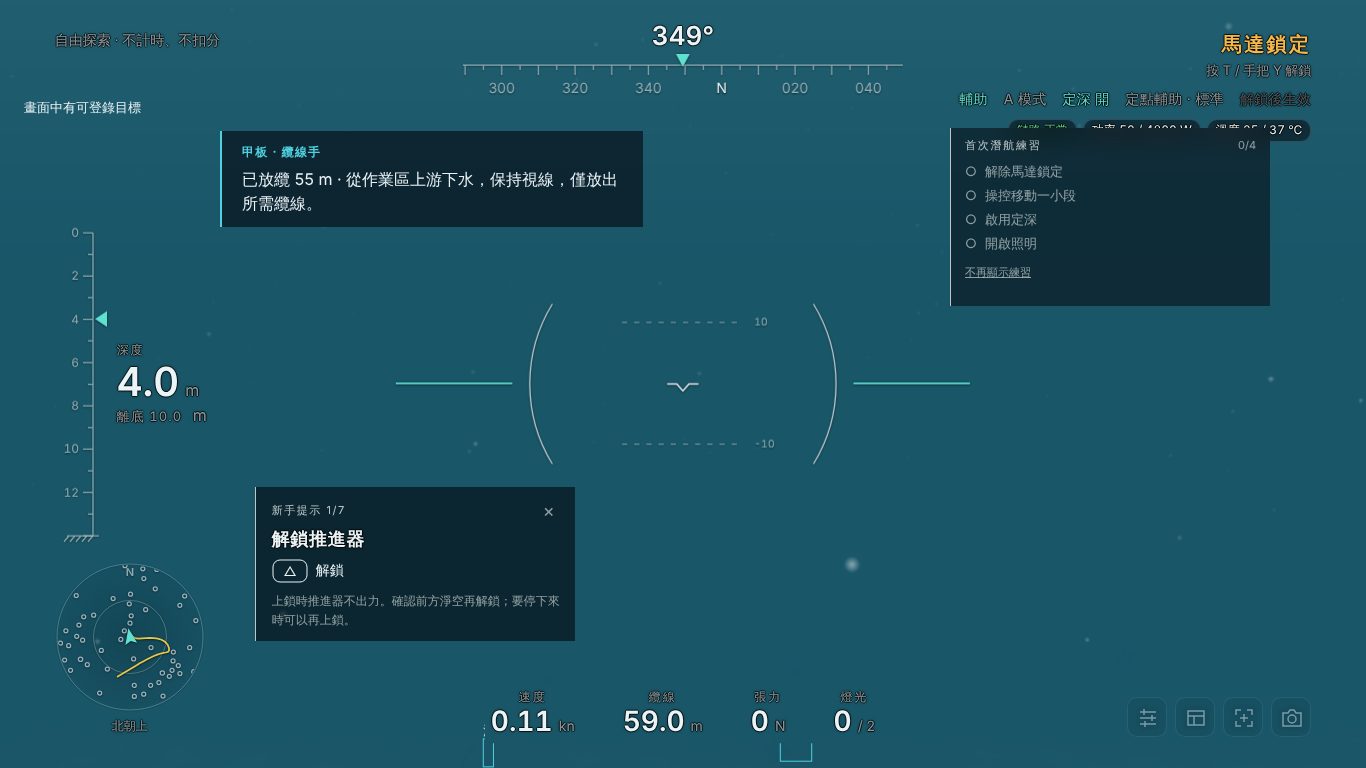 自由探索 · 不計時、不扣分
349°
300 320 340 N 020 040
馬達鎖定
按 T / 手把 Y 解鎖
畫面中有可登錄目標
輔助 A 模式 定深 開 定點輔助 · 標準 解鎖後生效
37 °C
甲板 · 纜線手
已放纜 55 m · 從作業區上游下水，保持視線，僅放出
所需纜線。
首次潛航練習 0/4
解除馬達鎖定
操控移動一小段
啟用定深
開啟照明
不再顯示練習
0
2
4
6
8
10
12
深度
4.0 m
離底 10.0 m
10
-10
新手提示 1/7
解鎖推進器
解鎖
上鎖時推進器不出力。確認前方淨空再解鎖；要停下來
時可以再上鎖。
N
北朝上
速度 纜線 張力 燈光
0.11 kn 59.0 m 0 N 0 / 2